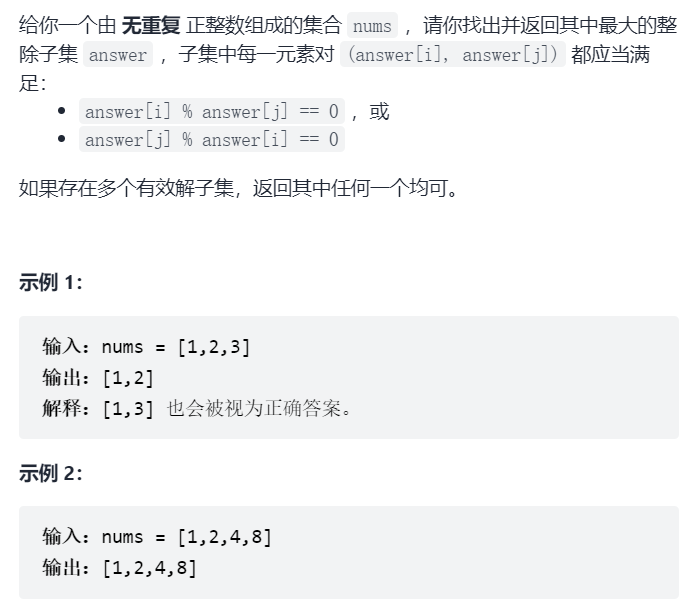 给你一个由 无重复 正整数组成的集合 nums ，请你找出并返回其中最大的整
除子集 answer ，子集中每一元素对 (answer[i], answer[j]) 都应当满
足：
• answer[i] % answer[j] == 0 ，或
• answer[j] % answer[i] == 0
如果存在多个有效解子集，返回其中任何一个均可。
示例 1：
输入：nums = [1,2,3]
输出：[1,2]
解释：[1,3] 也会被视为正确答案。
示例 2：
输入：nums = [1,2,4,8]
输出：[1,2,4,8]